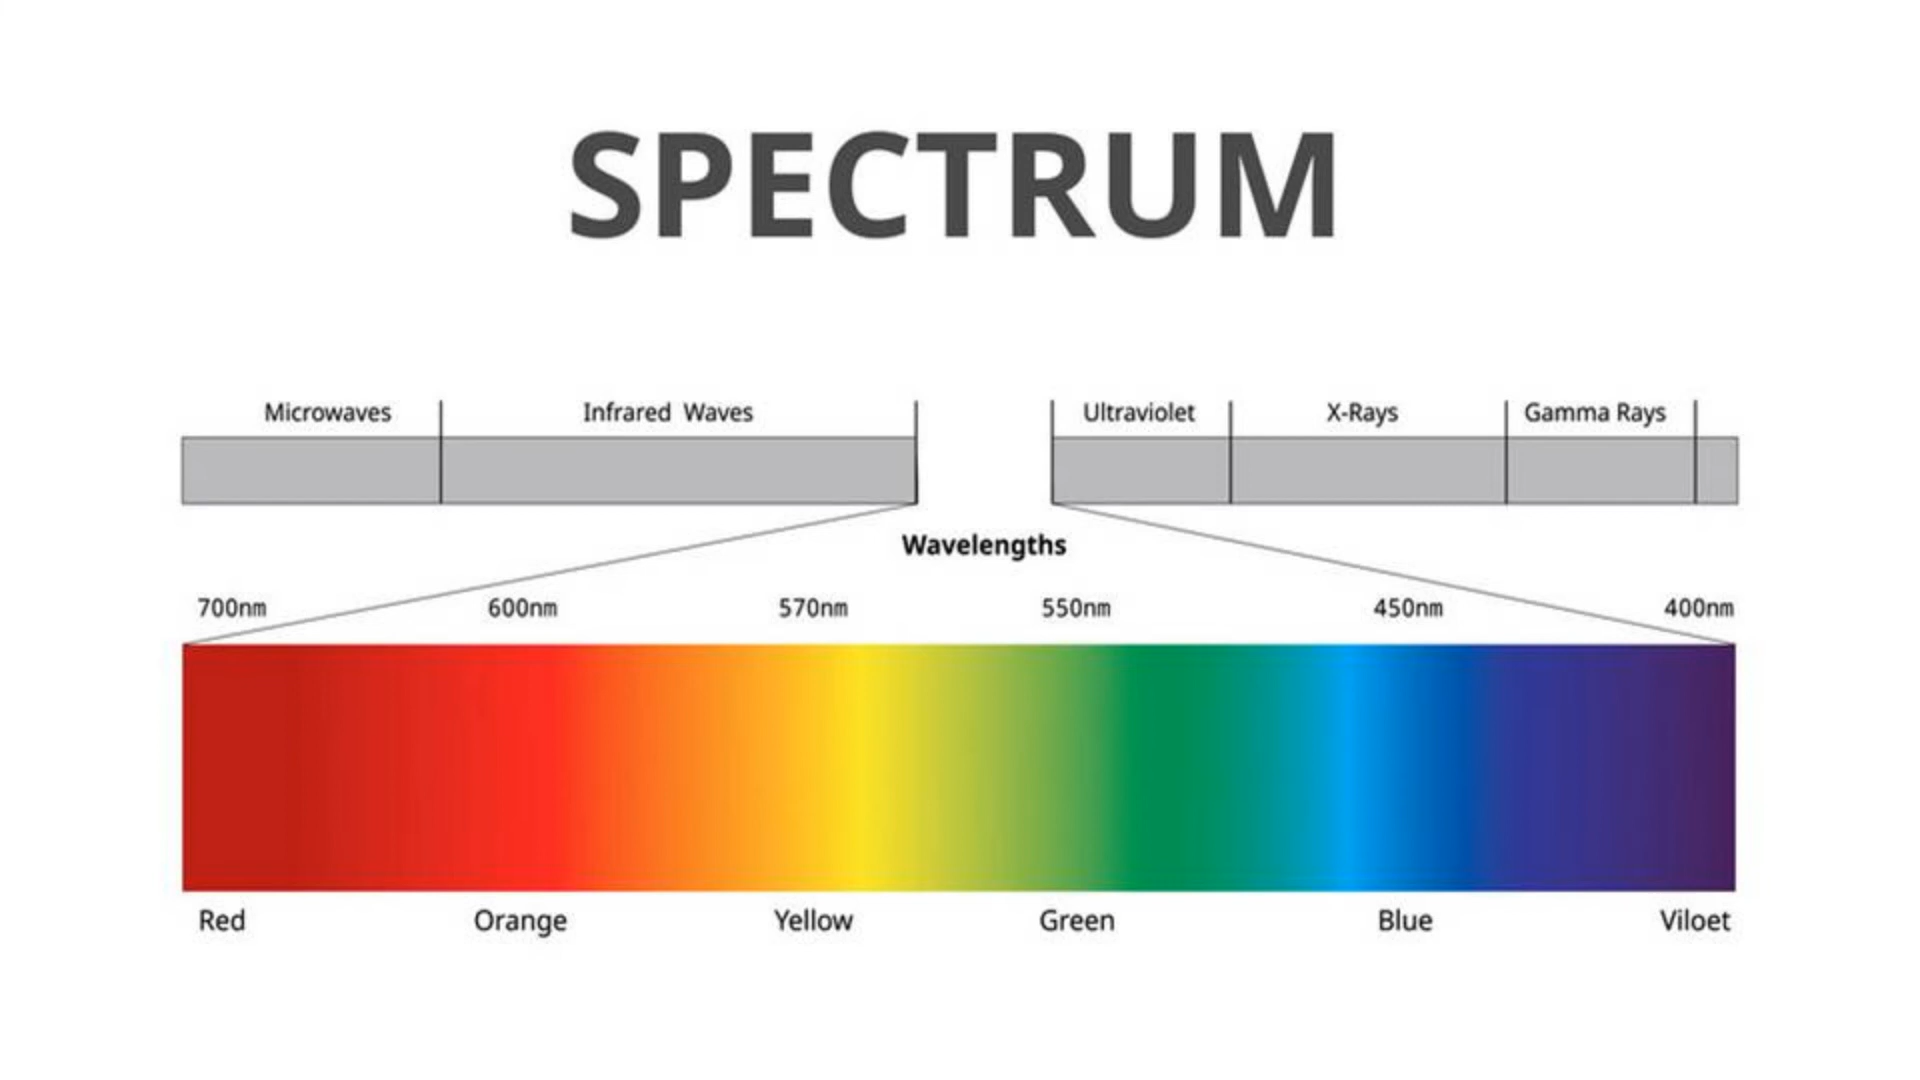 SPECTRUM
Microwaves Infrared Waves Ultraviolet X-Rays Gamma Rays
Wavelengths
700nm 600nm 570nm 550nm 450nm 400nm
Red Orange Yellow Green Blue Viloet